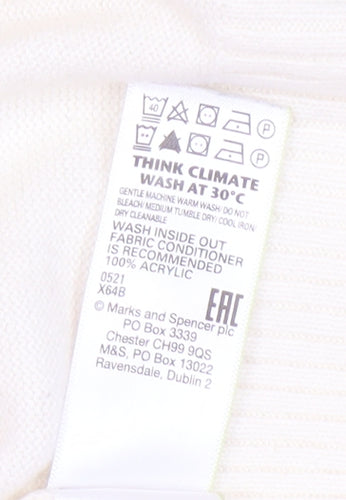 40 P
P
THINK CLIMATE
WASH AT 30°C
GENTLE MACHINE WARM WASH/DO NOT
BLEACH/MEDIUM TUMBLE DRY/COOL IRON/
DRY CLEANABLE
WASH INSIDE OUT
FABRIC CONDITIONER
IS RECOMMENDED
100% ACRYLIC
0521
X64B
EAC
© Marks and Spencer plc
PO Box 3339
Chester CH99 9QS
M&S, PO Box 13022
Ravensdale, Dublin 2